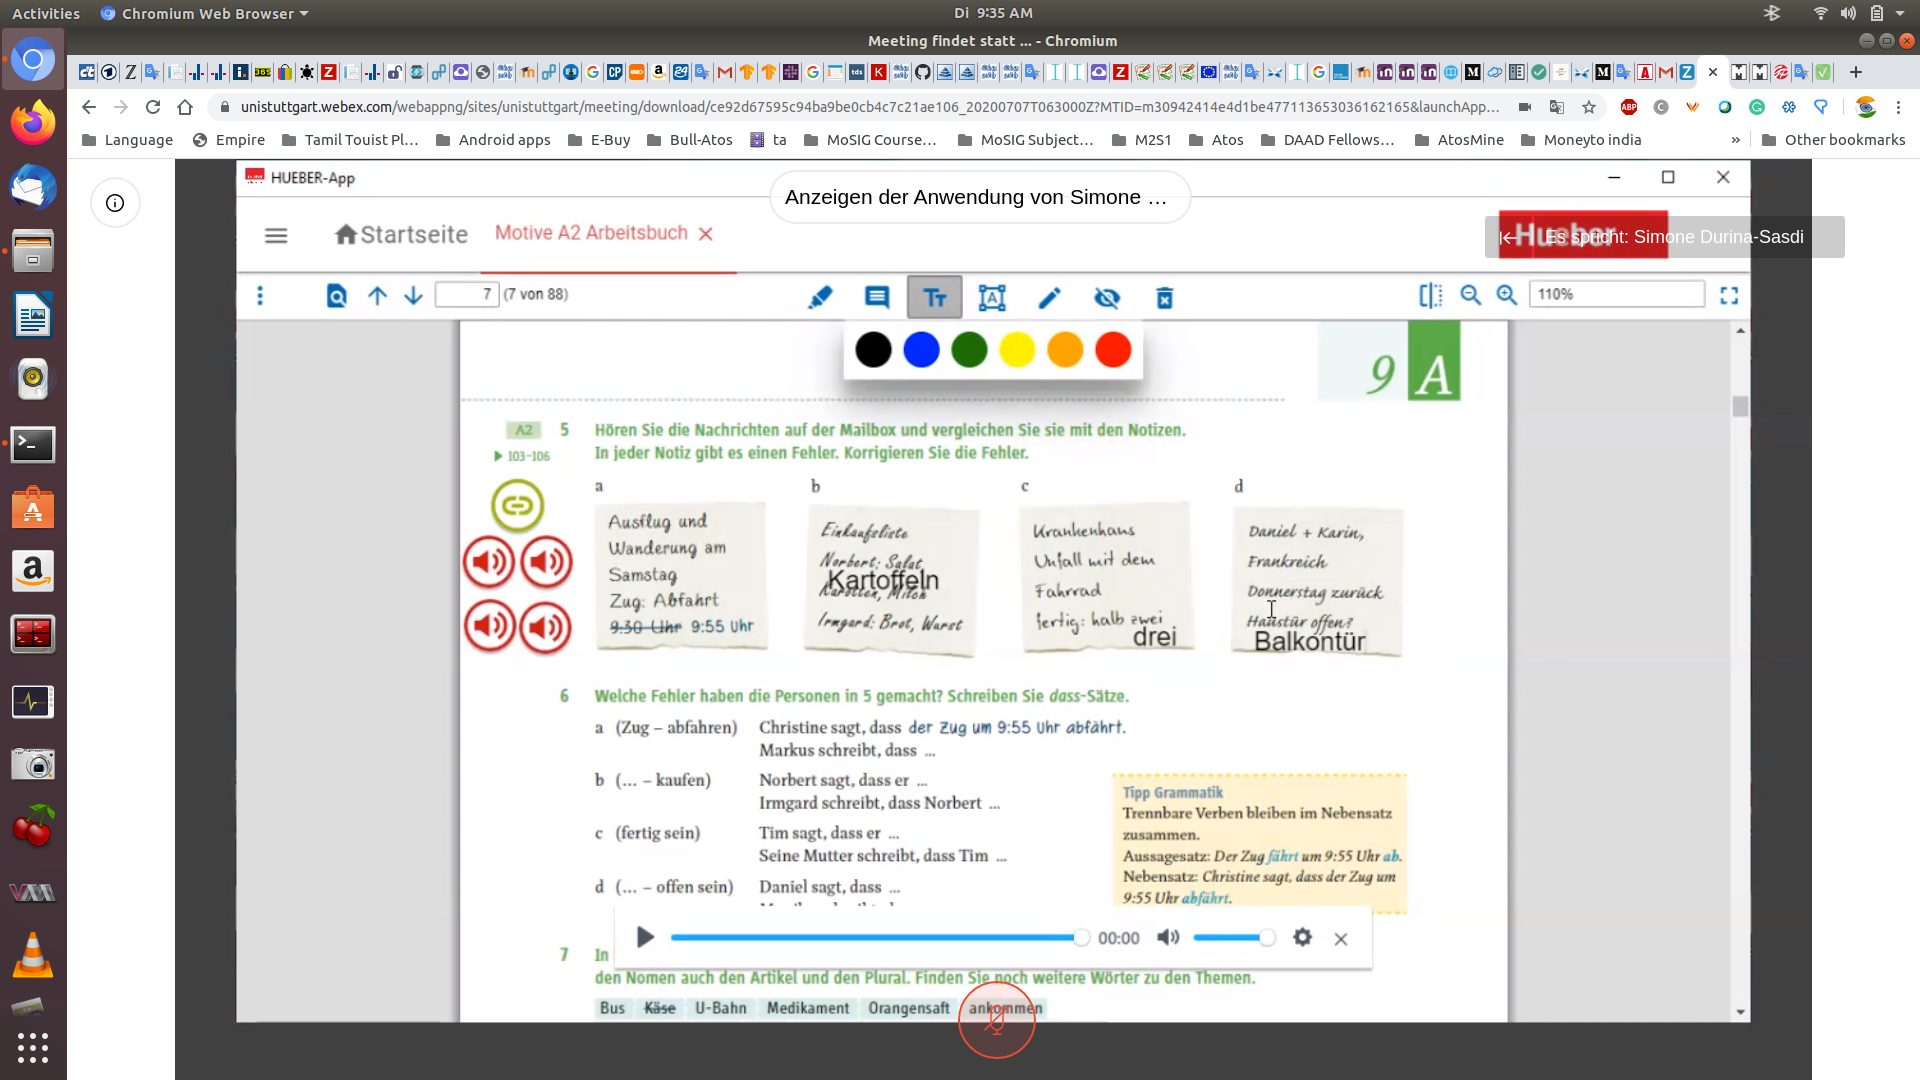 Activities
Chromium Web Browser
Di 9:35 AM
Meeting findet statt ... - Chromium
unistuttgart.webex.com/webappng/sites/unistuttgart/meeting/download/ce92d67595c94ba9be0cb4c7c21ae106_20200707T063000Z?MTID=m30942414e4d1be477113653036162165&launchApp...
Language
Empire
Tamil Touist Pl...
Android apps
E-Buy
Bull-Atos
ta
MoSIG Course...
MoSIG Subject...
M2S1
Atos
DAAD Fellows...
AtosMine
Moneyto india
»
Other bookmarks
HUEBER-App
Anzeigen der Anwendung von Simone ...
Startseite
Motive A2 Arbeitsbuch
Hueber
Es spricht: Simone Durina-Sasdi
7 (7 von 88)
110%
9 A
A2 5 Hören Sie die Nachrichten auf der Mailbox und vergleichen Sie sie mit den Notizen.
103-106 In jeder Notiz gibt es einen Fehler. Korrigieren Sie die Fehler.
a
Ausflug und
Wanderung am
Samstag
Zug: Abfahrt
9:30 Uhr 9:55 Uhr
b
Einkaufsliste
Norbert: Salat,
Kartoffeln
Karotten, Milch
Irmgard: Brot, Wurst
c
Krankenhaus
Unfall mit dem
Fahrrad
fertig: halb zwei
drei
d
Daniel + Karin,
Frankreich
Donnerstag zurück
Haustür offen?
Balkontür
6 Welche Fehler haben die Personen in 5 gemacht? Schreiben Sie dass-Sätze.
a (Zug – abfahren) Christine sagt, dass der Zug um 9:55 Uhr abfährt.
Markus schreibt, dass ...
b (... – kaufen) Norbert sagt, dass er ...
Irmgard schreibt, dass Norbert ...
c (fertig sein) Tim sagt, dass er ...
Seine Mutter schreibt, dass Tim ...
d (... – offen sein) Daniel sagt, dass ...
Tipp Grammatik
Trennbare Verben bleiben im Nebensatz
zusammen.
Aussagesatz: Der Zug fährt um 9:55 Uhr ab.
Nebensatz: Christine sagt, dass der Zug um
9:55 Uhr abfährt.
00:00
7 In
den Nomen auch den Artikel und den Plural. Finden Sie noch weitere Wörter zu den Themen.
Bus Käse U-Bahn Medikament Orangensaft ankommen